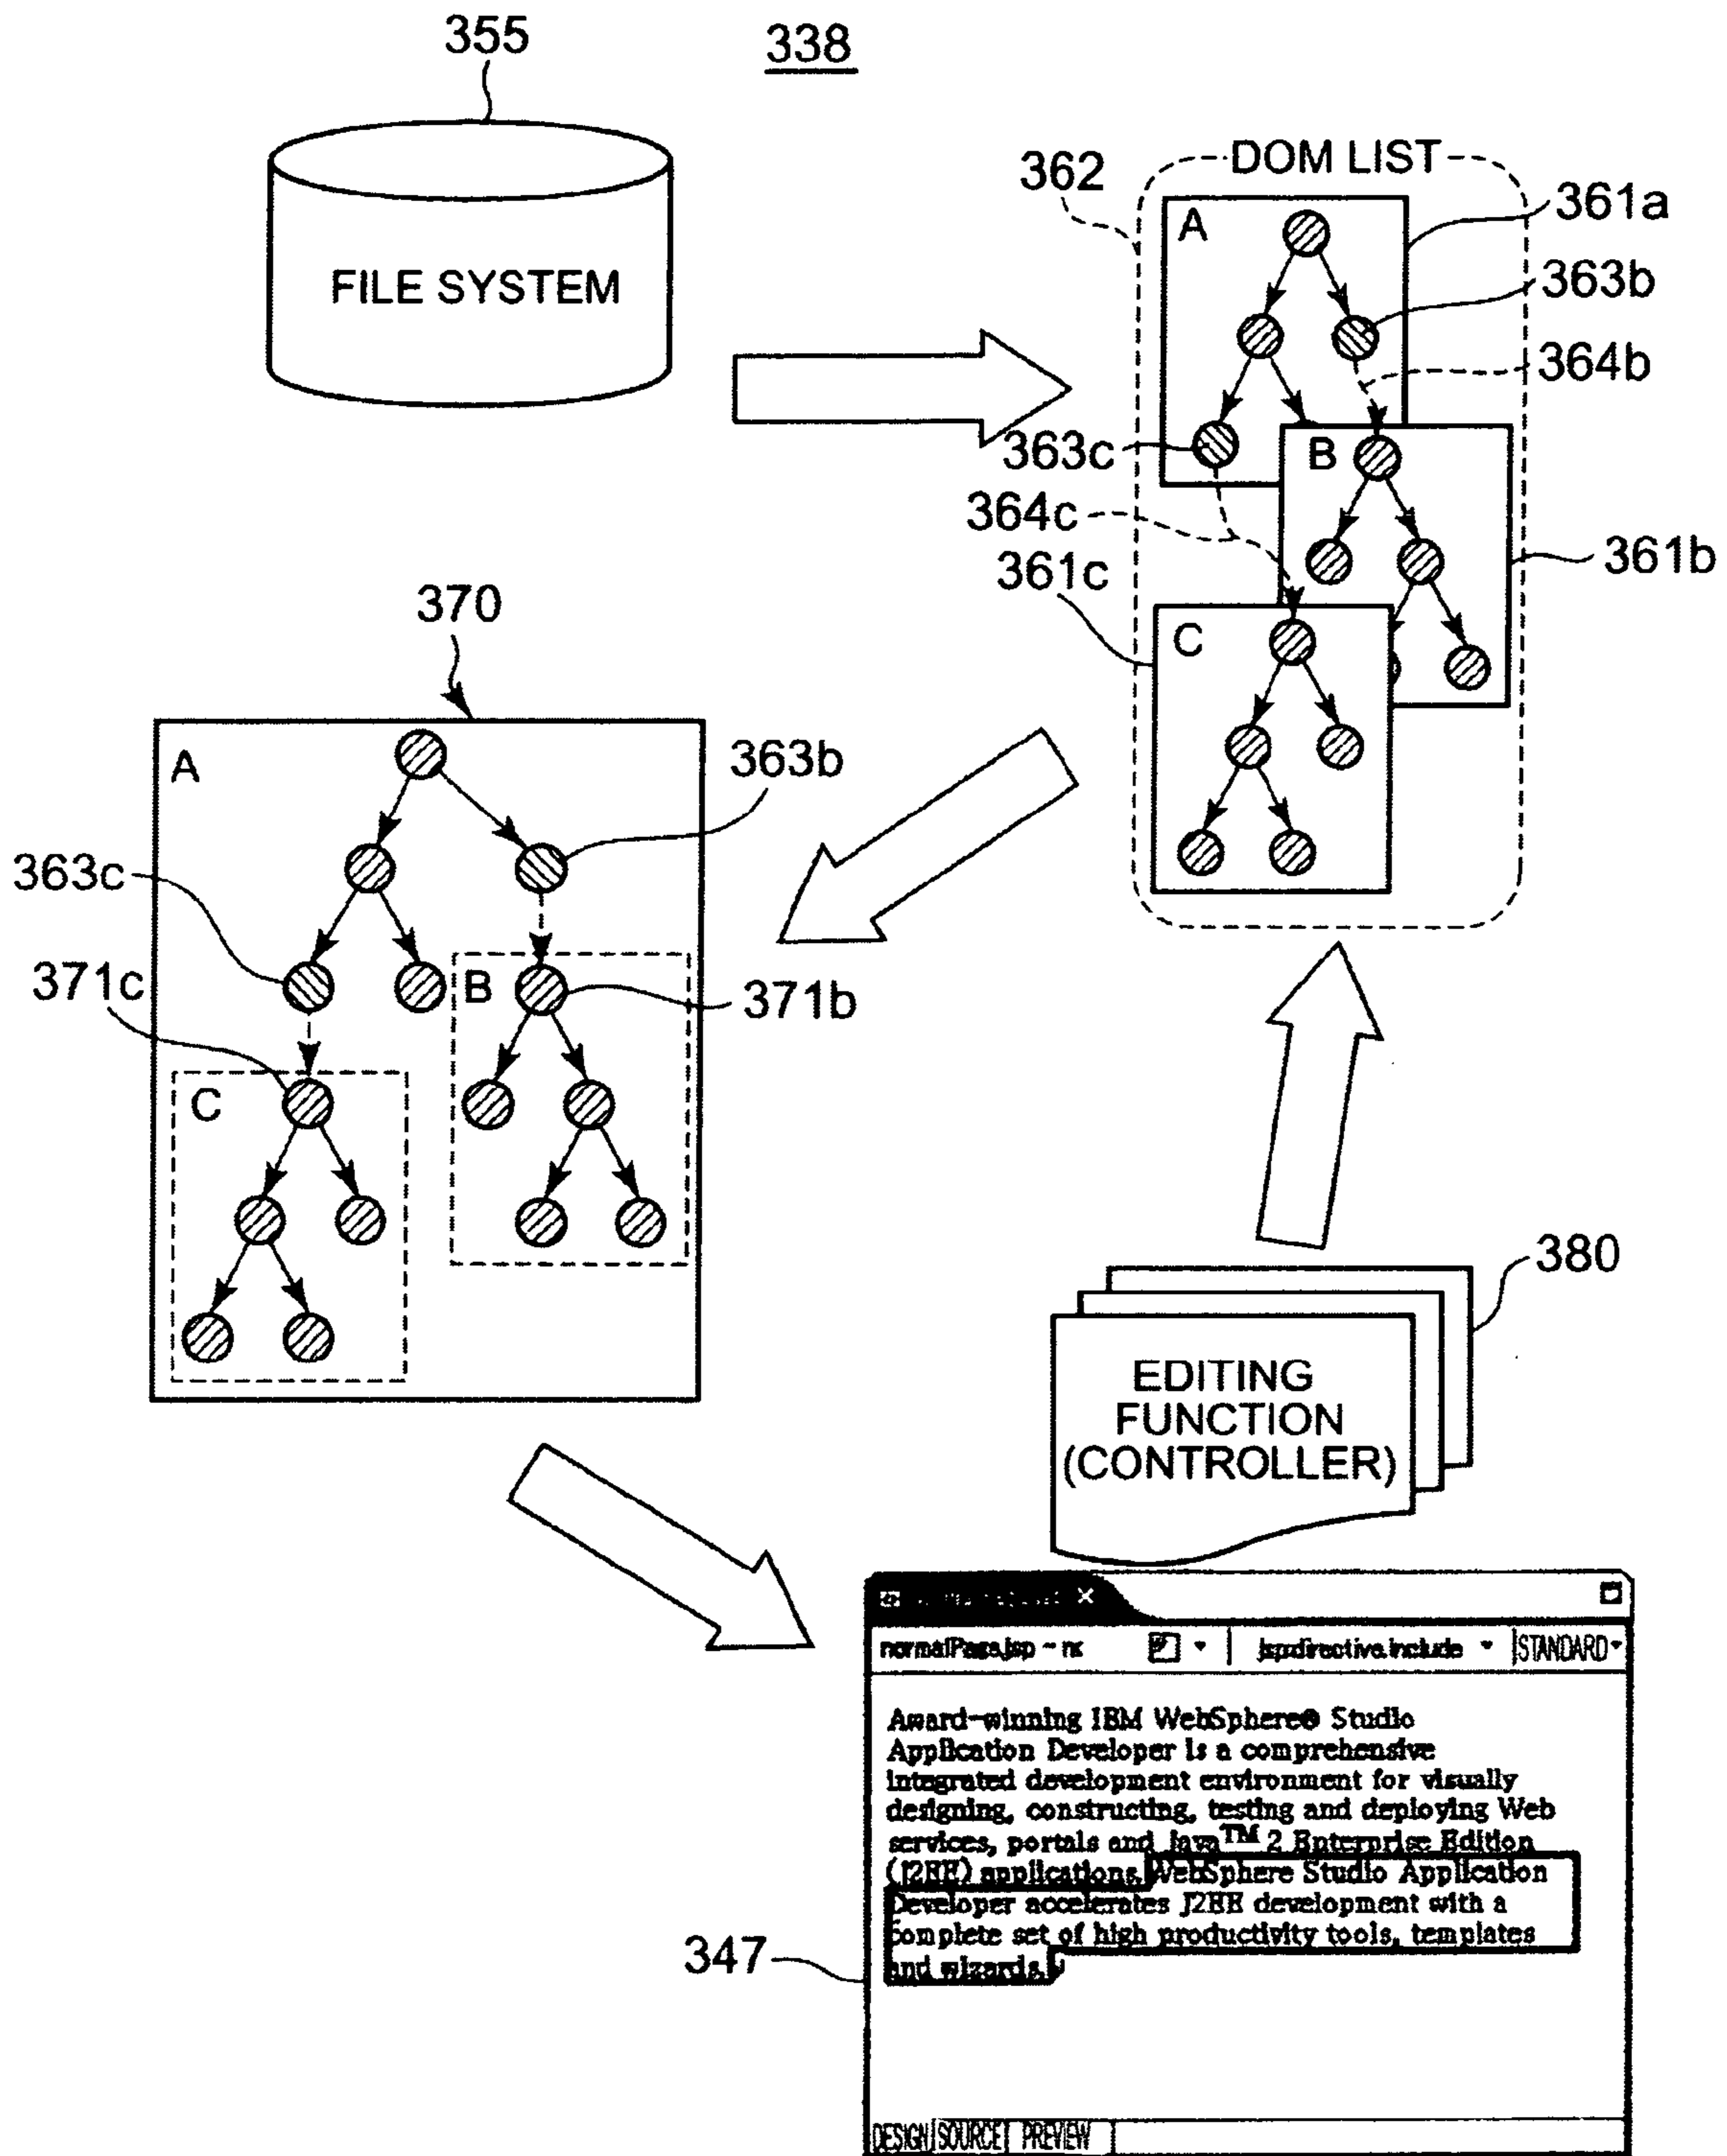 355
338
FILE SYSTEM
DOM LIST
362
361a
A
363b
364b
363c
B
364c
361c
361b
C
370
A
363b
363c
371c
B
371b
C
380
EDITING
FUNCTION
(CONTROLLER)
normalPage.jsp
jsp:directive.include
STANDARD
Award-winning IBM WebSphere® Studio
Application Developer is a comprehensive
integrated development environment for visually
designing, constructing, testing and deploying Web
services, portals and Java™ 2 Enterprise Edition
(J2EE) applications. WebSphere Studio Application
Developer accelerates J2EE development with a
complete set of high productivity tools, templates
and wizards.
347
DESIGN SOURCE PREVIEW